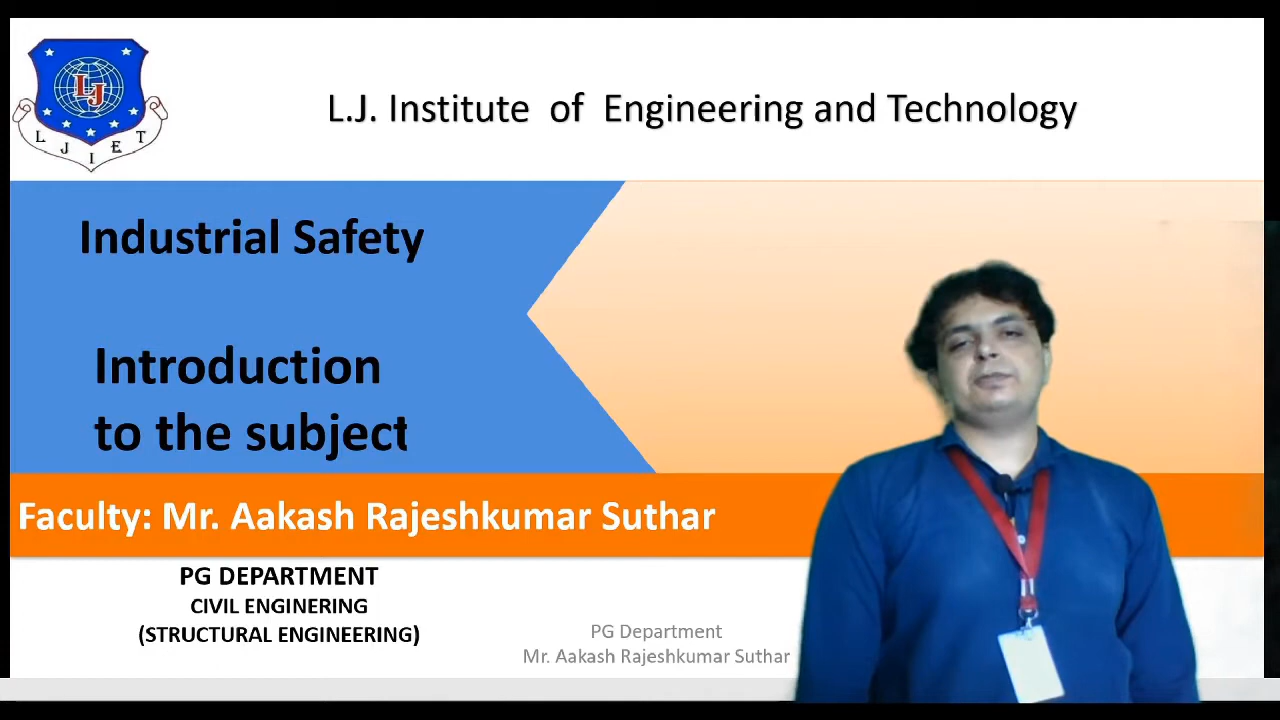 LJ
L J I E T
L.J. Institute of Engineering and Technology
Industrial Safety
Introduction
to the subject
Faculty: Mr. Aakash Rajeshkumar Suthar
PG DEPARTMENT
CIVIL ENGINERING
(STRUCTURAL ENGINEERING)
PG Department
Mr. Aakash Rajeshkumar Suthar